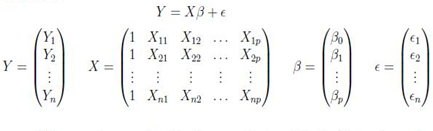 Y = Xβ + ϵ
Y = (Y₁ Y₂ ⋮ Yₙ) X = (1 X₁₁ X₁₂ … X₁ₚ 1 X₂₁ X₂₂ … X₂ₚ ⋮ ⋮ ⋮ ⋮ ⋮ 1 Xₙ₁ Xₙ₂ … Xₙₚ) β = (β₀ β₁ ⋮ βₚ) ϵ = (ϵ₁ ϵ₂ ⋮ ϵₙ)